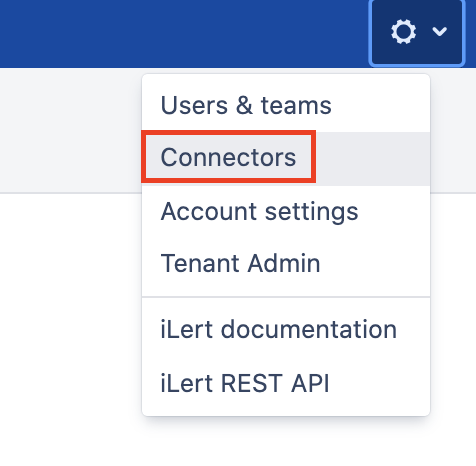 Users & teams
Connectors
Account settings
Tenant Admin
iLert documentation
iLert REST API